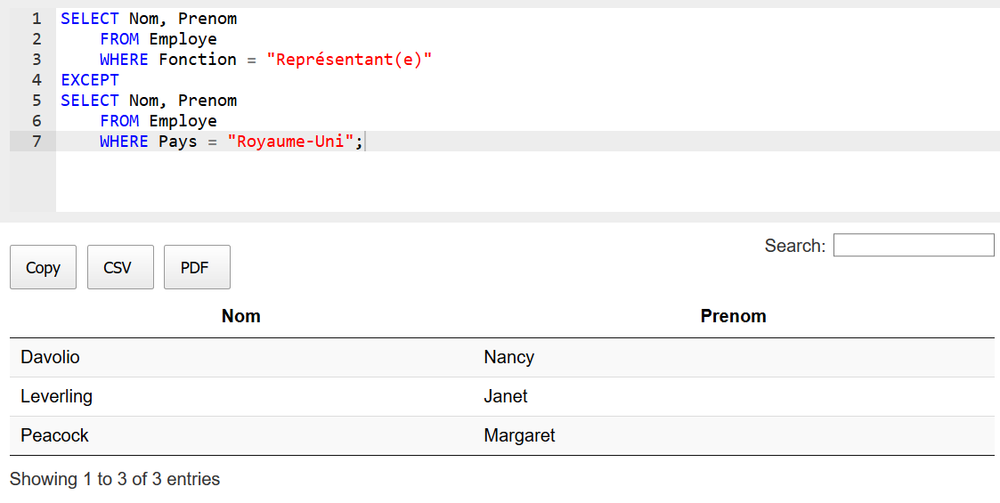 1 SELECT Nom, Prenom
2 FROM Employe
3 WHERE Fonction = "Représentant(e)"
4 EXCEPT
5 SELECT Nom, Prenom
6 FROM Employe
7 WHERE Pays = "Royaume-Uni";
Search:
Copy CSV PDF
Nom Prenom
Davolio Nancy
Leverling Janet
Peacock Margaret
Showing 1 to 3 of 3 entries